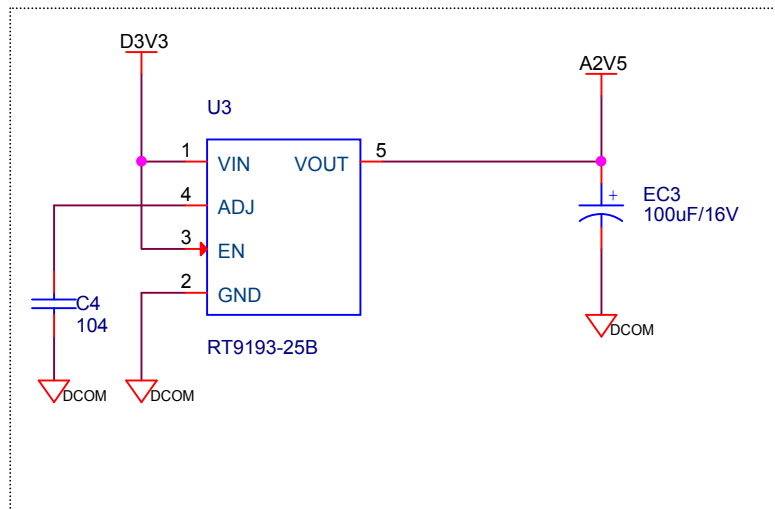 D3V3
A2V5
U3
1
VIN
VOUT
5
4
ADJ
3
EN
2
GND
+
EC3
100uF/16V
C4
104
DCOM
RT9193-25B
DCOM
DCOM